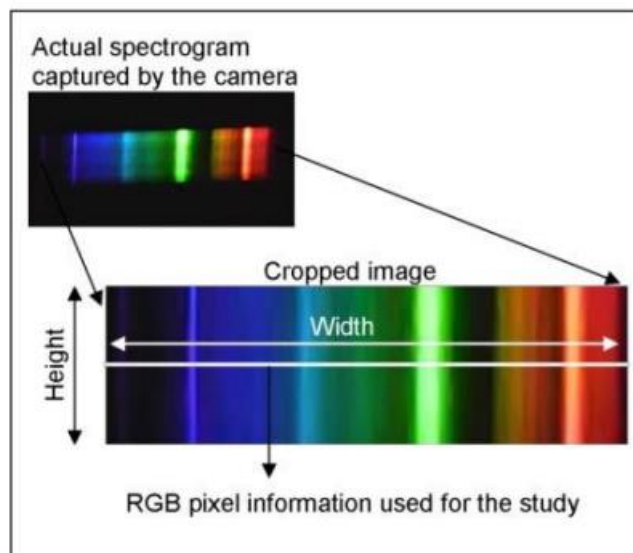 Actual spectrogram
captured by the camera
Cropped image
Width
Height
RGB pixel information used for the study